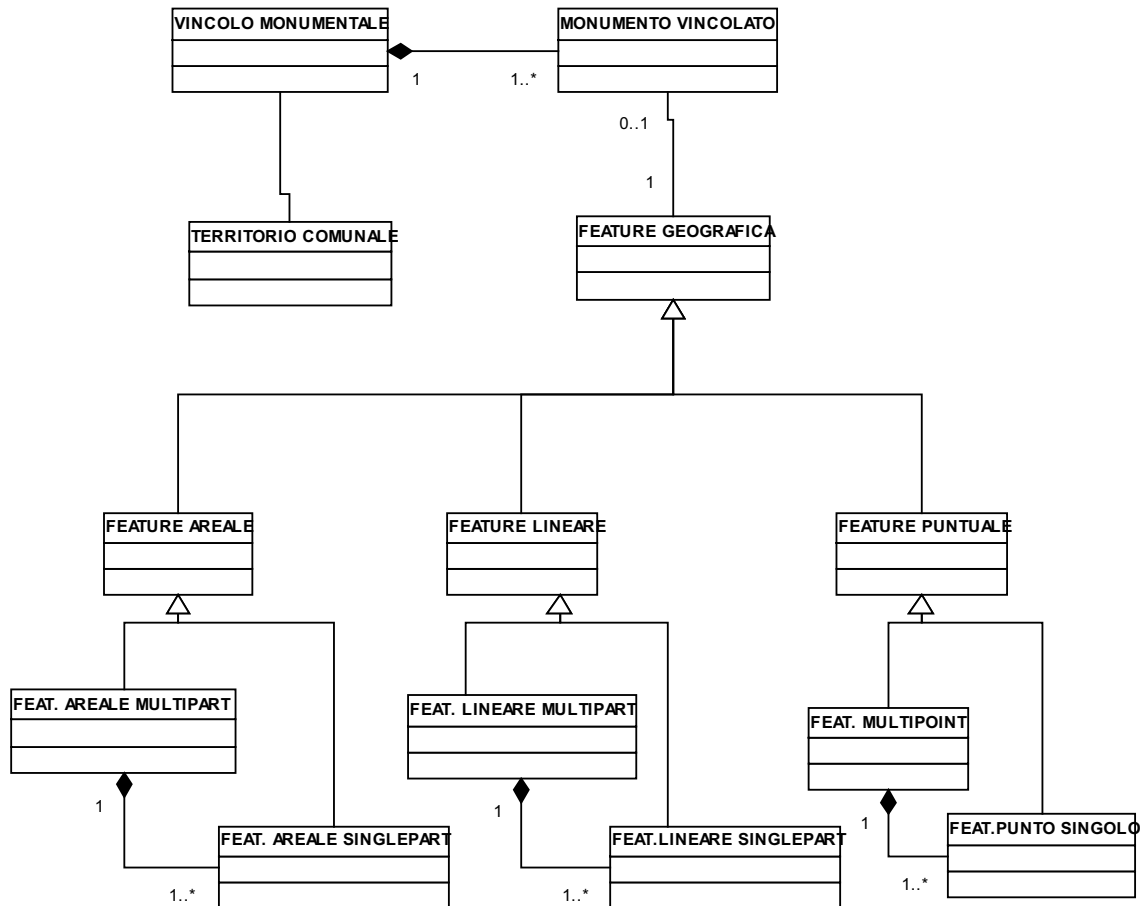 VINCOLO MONUMENTALE
MONUMENTO VINCOLATO
1
1..*
0..1
1
TERRITORIO COMUNALE
FEATURE GEOGRAFICA
FEATURE AREALE
FEATURE LINEARE
FEATURE PUNTUALE
FEAT. AREALE MULTIPART
FEAT. LINEARE MULTIPART
FEAT. MULTIPOINT
1
1
1
FEAT. AREALE SINGLEPART
FEAT.LINEARE SINGLEPART
FEAT.PUNTO SINGOLO
1..*
1..*
1..*